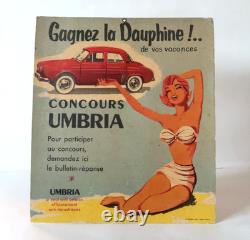 Gagnez la Dauphine !..
de vos vacances
CONCOURS
UMBRIA
Pour participer
au concours,
demandez ici
le bulletin-réponse
UMBRIA